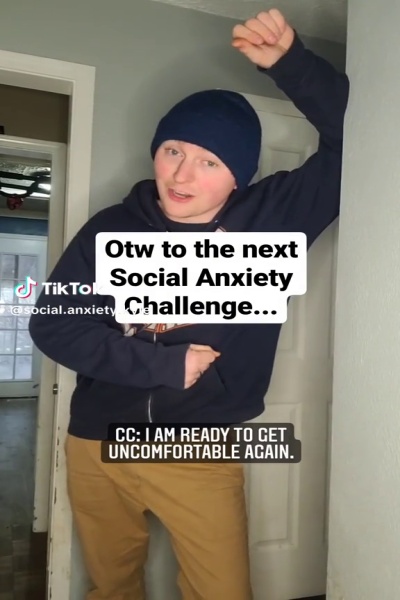 Otw to the next
Social Anxiety
Challenge...
TikTok
CC: I AM READY TO GET
UNCOMFORTABLE AGAIN.